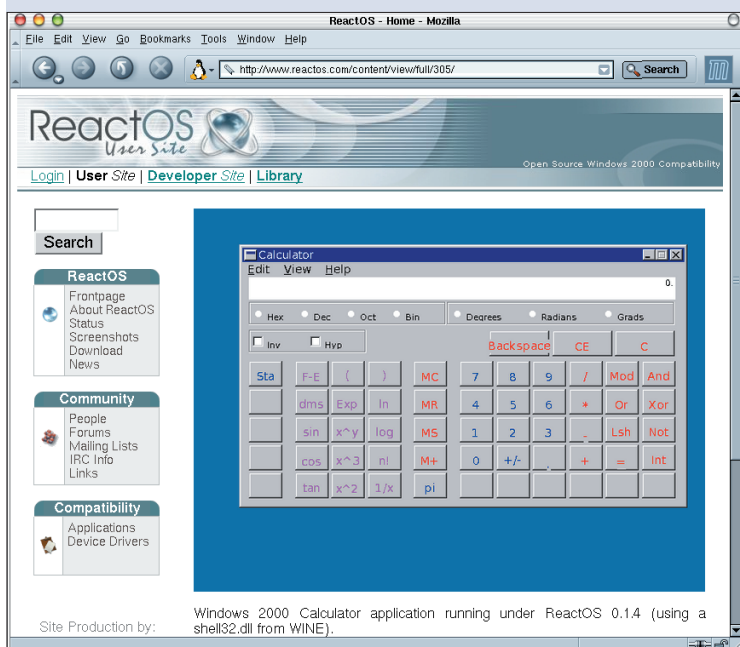 ReactOS - Home - Mozilla
File Edit View Go Bookmarks Tools Window Help
http://www.reactos.com/content/view/full/305/ Search
ReactOS
User Site
Open Source Windows 2000 Compatibility
Login | User Site | Developer Site | Library
Search
ReactOS
Frontpage
About ReactOS
Status
Screenshots
Download
News
Community
People
Forums
Mailing Lists
IRC Info
Links
Compatibility
Applications
Device Drivers
Site Production by:
Calculator
Edit View Help
0.
Hex Dec Oct Bin Degrees Radians Grads
Inv Hyp Backspace CE C
Sta F-E ( ) MC 7 8 9 / Mod And
dms Exp ln MR 4 5 6 * Or Xor
sin x^y log MS 1 2 3 - Lsh Not
cos x^3 n! M+ 0 +/- . + = Int
tan x^2 1/x pi
Windows 2000 Calculator application running under ReactOS 0.1.4 (using a
shell32.dll from WINE).